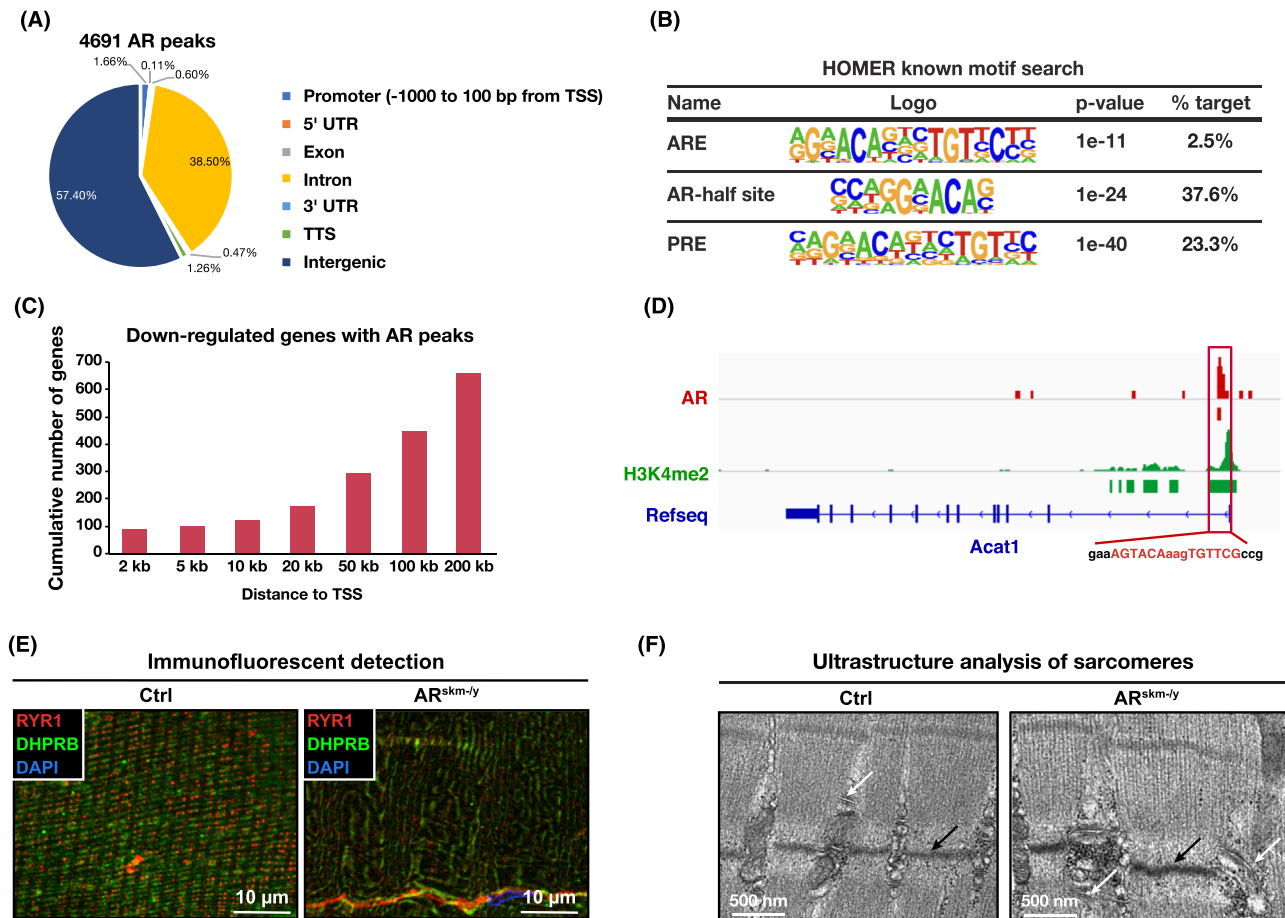 (A)
4691 AR peaks
1.66%
0.11%
0.60%
38.50%
57.40%
0.47%
1.26%
Promoter (-1000 to 100 bp from TSS)
5' UTR
Exon
Intron
3' UTR
TTS
Intergenic
(B)
HOMER known motif search
Name Logo p-value % target
ARE 1e-11 2.5%
AR-half site 1e-24 37.6%
PRE 1e-40 23.3%
(C)
Down-regulated genes with AR peaks
Cumulative number of genes
700
600
500
400
300
200
100
0
2 kb 5 kb 10 kb 20 kb 50 kb 100 kb 200 kb
Distance to TSS
(D)
AR
H3K4me2
Refseq
Acat1
gaaAGTACAaagTGTTCGccg
(E)
Immunofluorescent detection
Ctrl ARskm-/y
RYR1
DHPRB
DAPI
10 µm
RYR1
DHPRB
DAPI
10 µm
(F)
Ultrastructure analysis of sarcomeres
Ctrl ARskm-/y
500 nm
500 nm